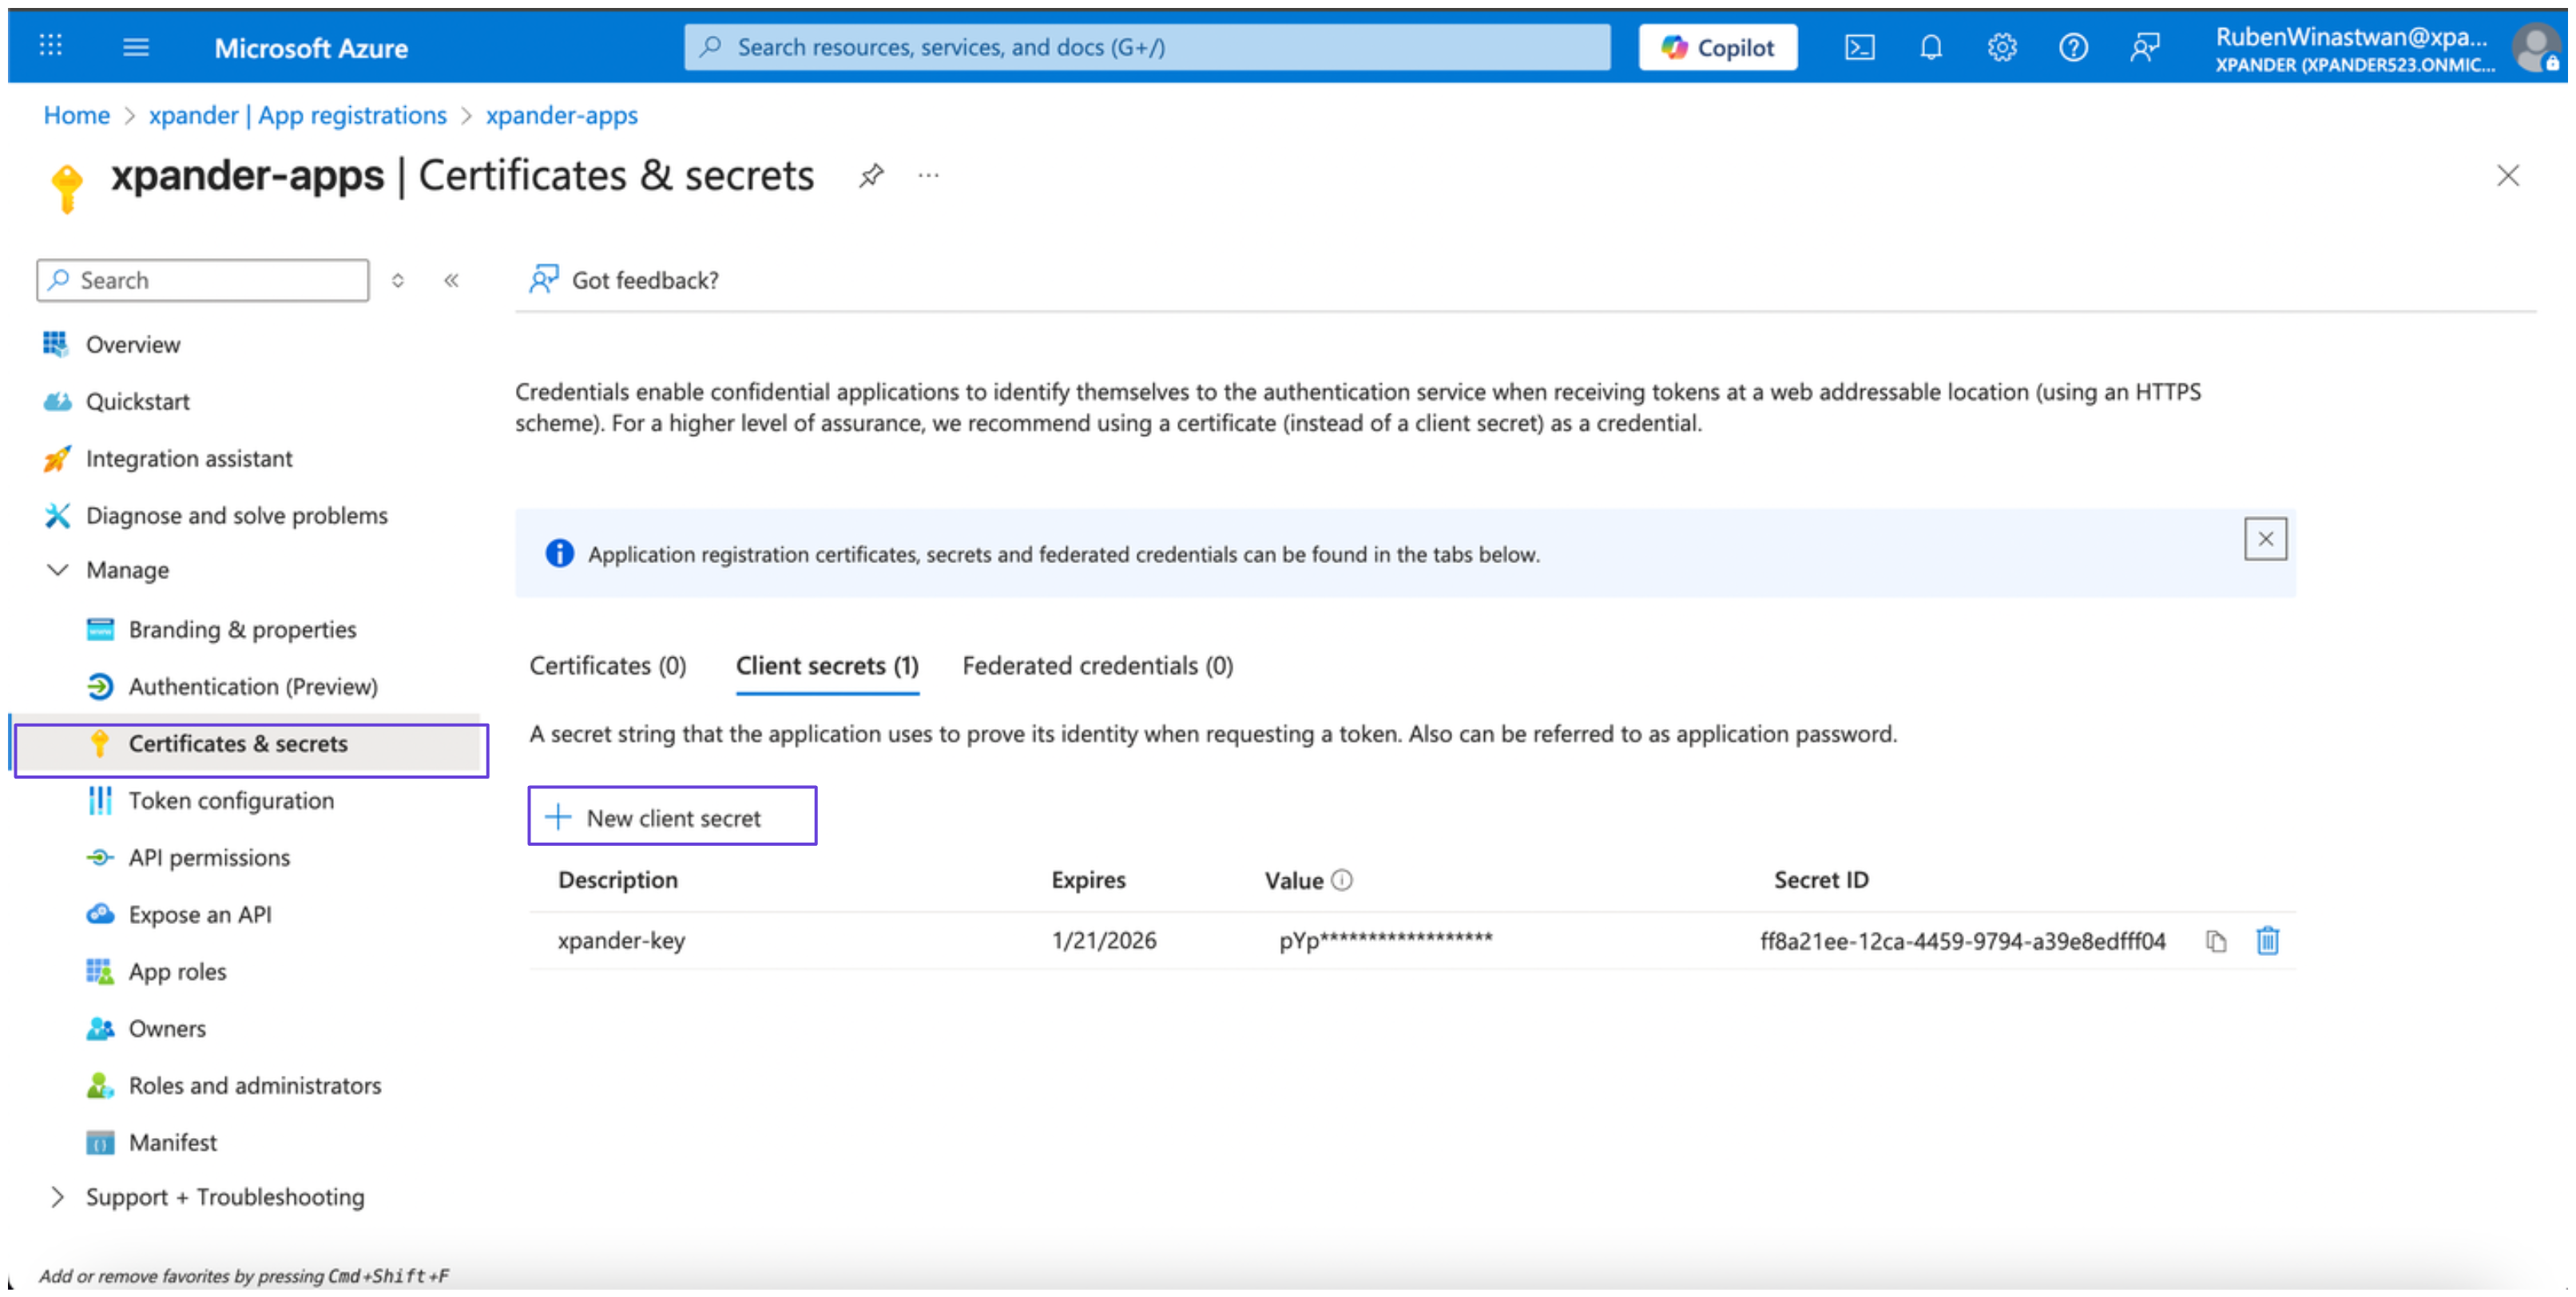 Microsoft Azure
Search resources, services, and docs (G+/)
Copilot
RubenWinastwan@xpa...
XPANDER (XPANDER523.ONMIC...
Home > xpander | App registrations > xpander-apps
xpander-apps | Certificates & secrets
Search
Got feedback?
Overview
Quickstart
Integration assistant
Diagnose and solve problems
Manage
Branding & properties
Authentication (Preview)
Certificates & secrets
Token configuration
API permissions
Expose an API
App roles
Owners
Roles and administrators
Manifest
Support + Troubleshooting
Add or remove favorites by pressing Cmd+Shift+F
Credentials enable confidential applications to identify themselves to the authentication service when receiving tokens at a web addressable location (using an HTTPS
scheme). For a higher level of assurance, we recommend using a certificate (instead of a client secret) as a credential.
Application registration certificates, secrets and federated credentials can be found in the tabs below.
Certificates (0) Client secrets (1) Federated credentials (0)
A secret string that the application uses to prove its identity when requesting a token. Also can be referred to as application password.
New client secret
Description Expires Value Secret ID
xpander-key 1/21/2026 pYp****************** ff8a21ee-12ca-4459-9794-a39e8edfff04